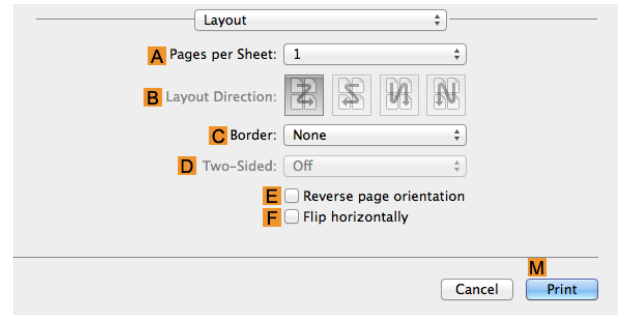 Layout
A Pages per Sheet: 1
B Layout Direction:
C Border: None
D Two-Sided: Off
E Reverse page orientation
F Flip horizontally
M
Cancel Print